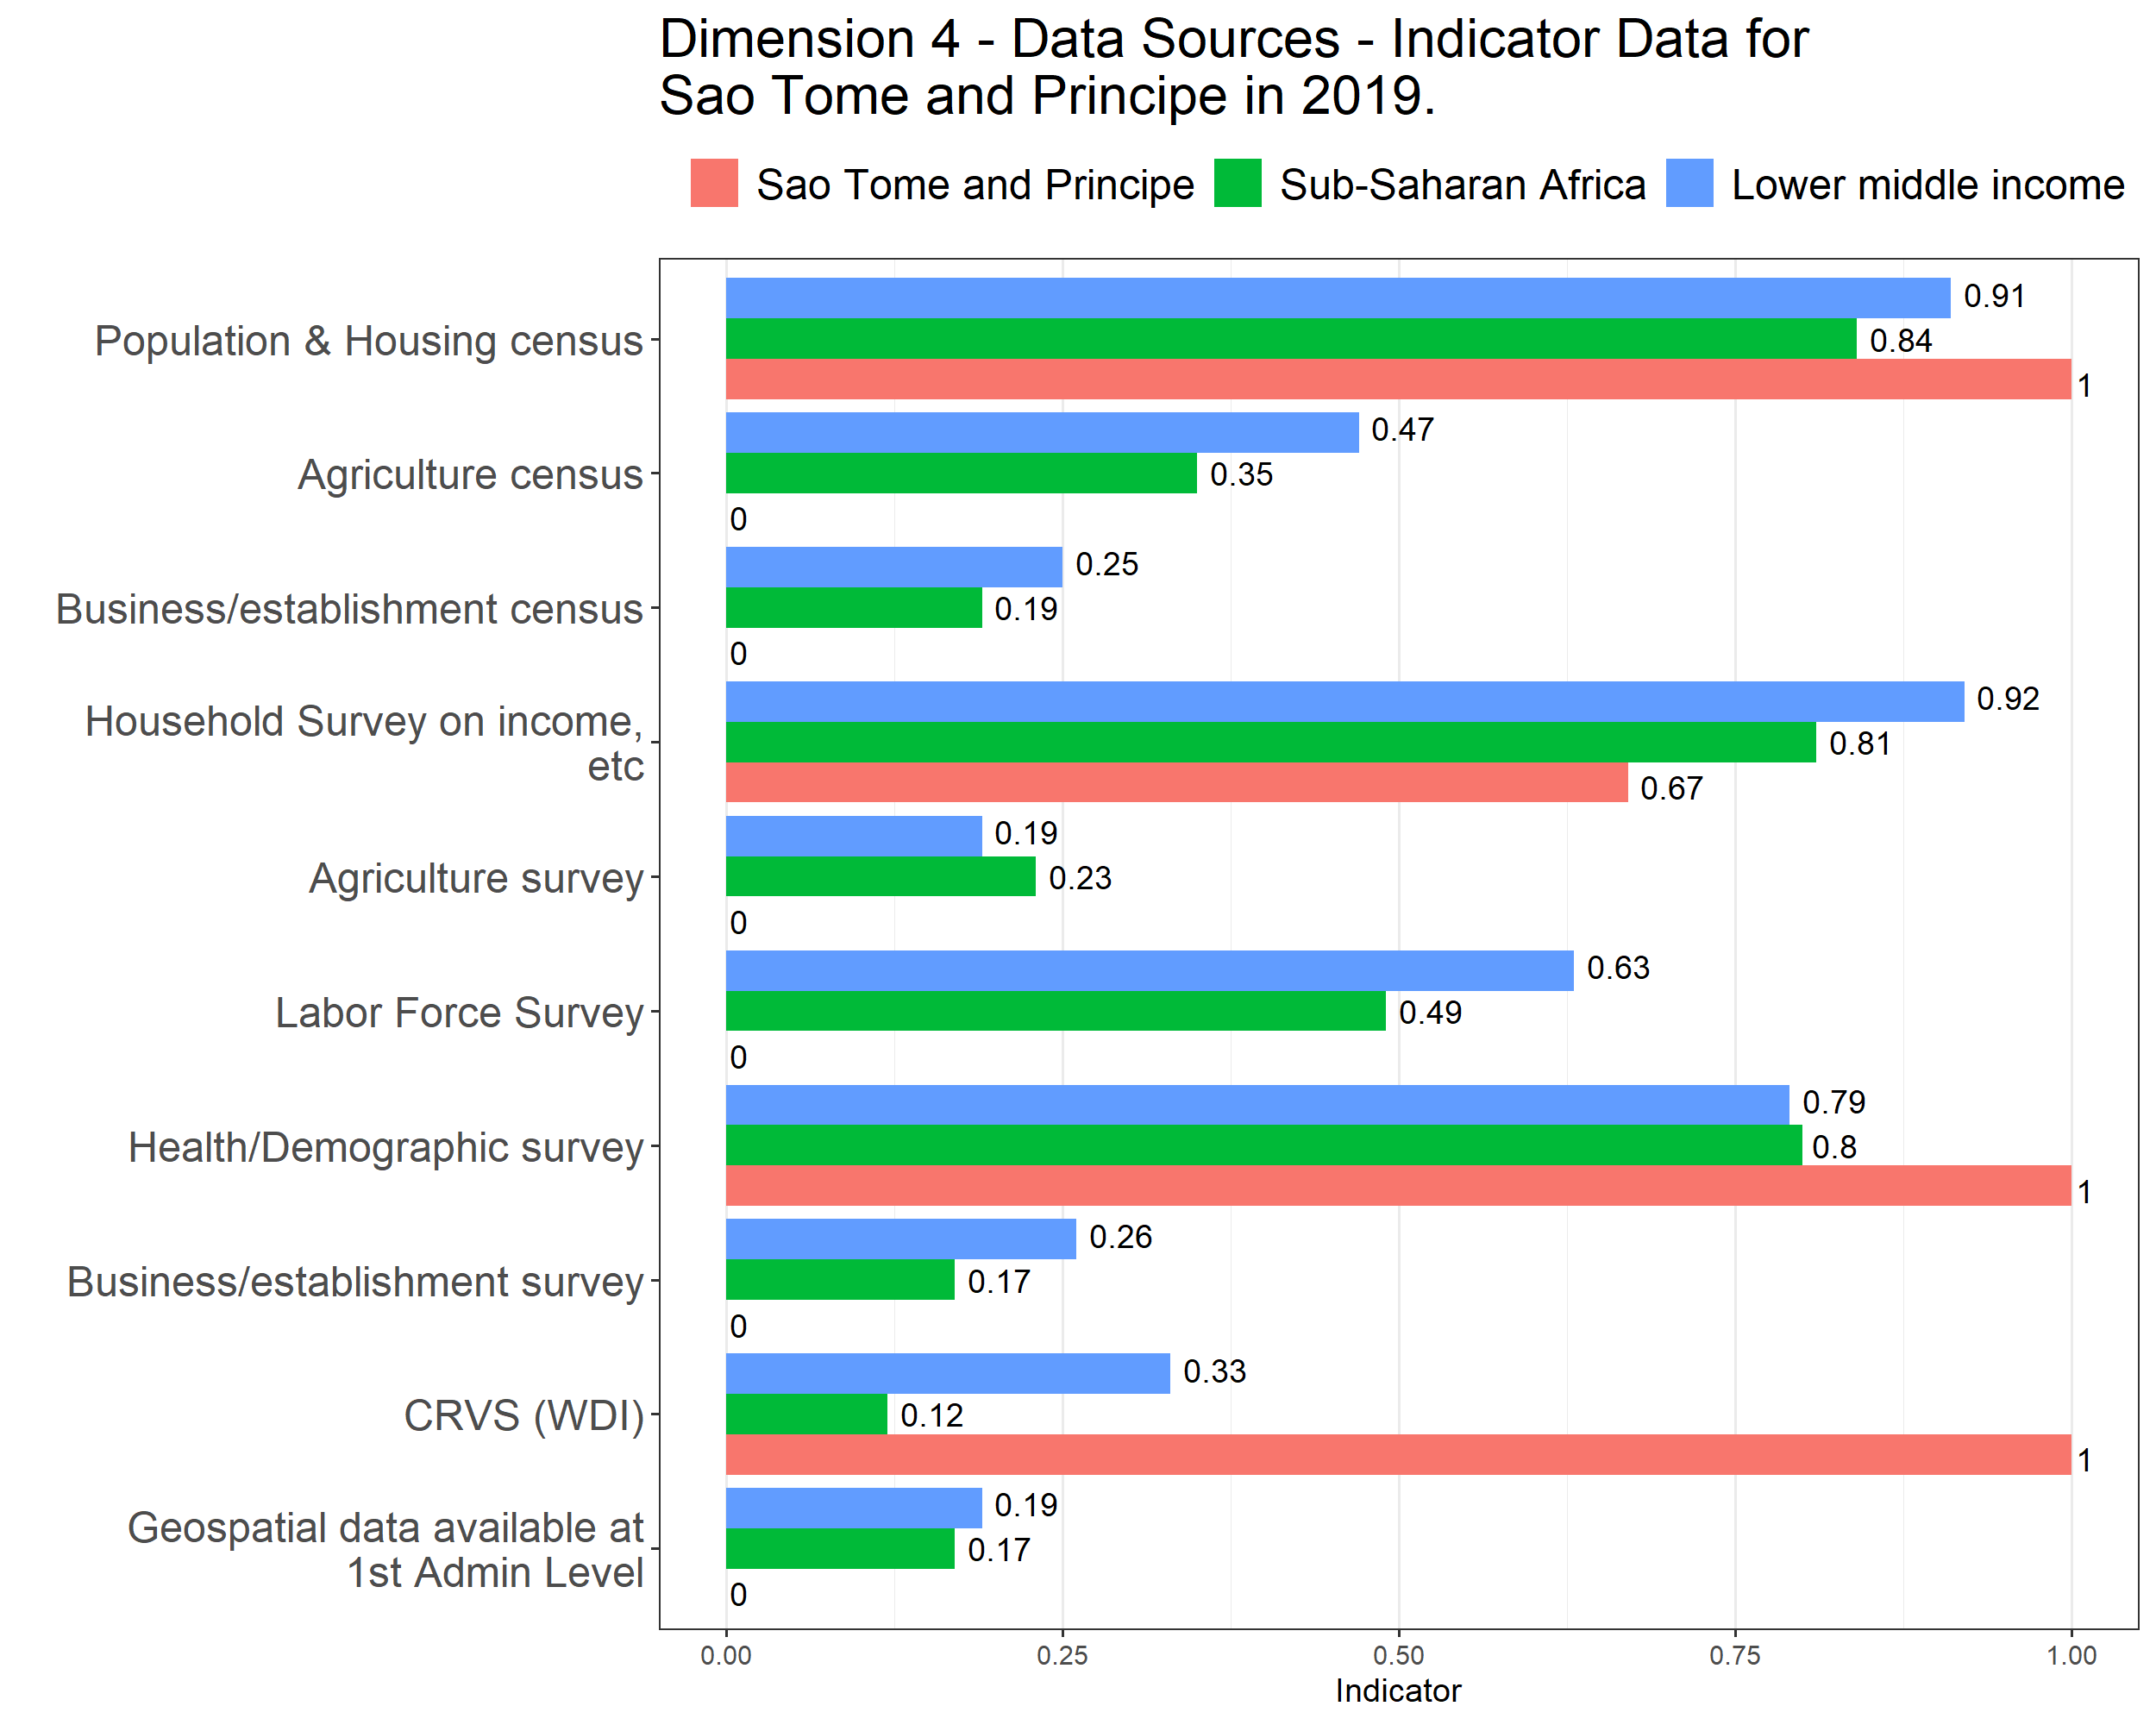 Dimension 4 - Data Sources - Indicator Data for
Sao Tome and Principe in 2019.
Sao Tome and Principe Sub-Saharan Africa Lower middle income
Population & Housing census
0.91
0.84
1
Agriculture census
0.47
0.35
0
Business/establishment census
0.25
0.19
0
Household Survey on income,
etc
0.92
0.81
0.67
Agriculture survey
0.19
0.23
0
Labor Force Survey
0.63
0.49
0
Health/Demographic survey
0.79
0.8
1
Business/establishment survey
0.26
0.17
0
CRVS (WDI)
0.33
0.12
1
Geospatial data available at
1st Admin Level
0.19
0.17
0
0.00 0.25 0.50 0.75 1.00
Indicator